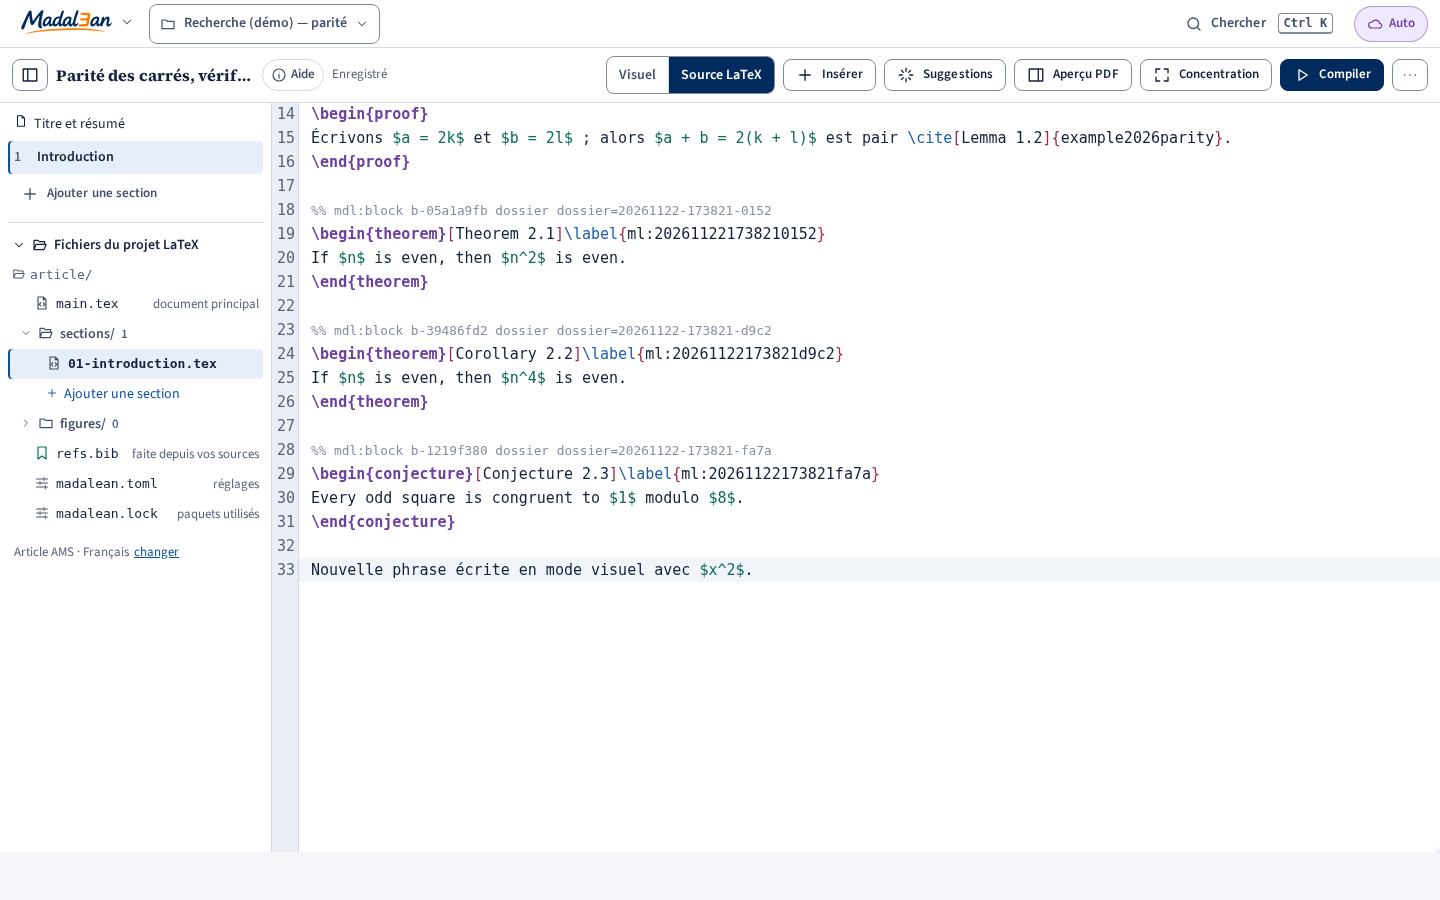 Madalean
Recherche (démo) — parité
Chercher
Ctrl K
Auto
Parité des carrés, vérif...
Aide
Enregistré
Visuel
Source LaTeX
Insérer
Suggestions
Aperçu PDF
Concentration
Compiler
...
Titre et résumé
1 Introduction
Ajouter une section
Fichiers du projet LaTeX
article/
main.tex document principal
sections/ 1
01-introduction.tex
+ Ajouter une section
figures/ 0
refs.bib faite depuis vos sources
madalean.toml réglages
madalean.lock paquets utilisés
Article AMS · Français changer
14 \begin{proof}
15 Écrivons $a = 2k$ et $b = 2l$ ; alors $a + b = 2(k + l)$ est pair \cite[Lemma 1.2]{example2026parity}.
16 \end{proof}
17
18 %% mdl:block b-05a1a9fb dossier dossier=20261122-173821-0152
19 \begin{theorem}[Theorem 2.1]\label{ml:202611221738210152}
20 If $n$ is even, then $n^2$ is even.
21 \end{theorem}
22
23 %% mdl:block b-39486fd2 dossier dossier=20261122-173821-d9c2
24 \begin{theorem}[Corollary 2.2]\label{ml:20261122173821d9c2}
25 If $n$ is even, then $n^4$ is even.
26 \end{theorem}
27
28 %% mdl:block b-1219f380 dossier dossier=20261122-173821-fa7a
29 \begin{conjecture}[Conjecture 2.3]\label{ml:20261122173821fa7a}
30 Every odd square is congruent to $1$ modulo $8$.
31 \end{conjecture}
32
33 Nouvelle phrase écrite en mode visuel avec $x^2$.